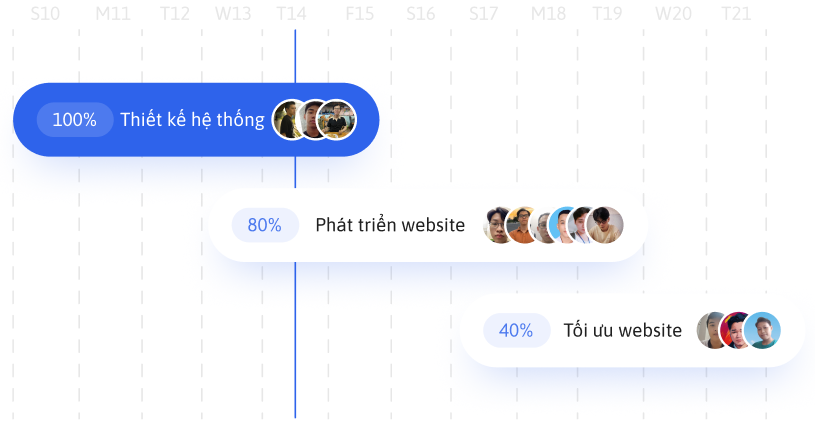 S10 M11 T12 W13 T14 F15 S16 S17 M18 T19 W20 T21
100% Thiết kế hệ thống
80% Phát triển website
40% Tối ưu website